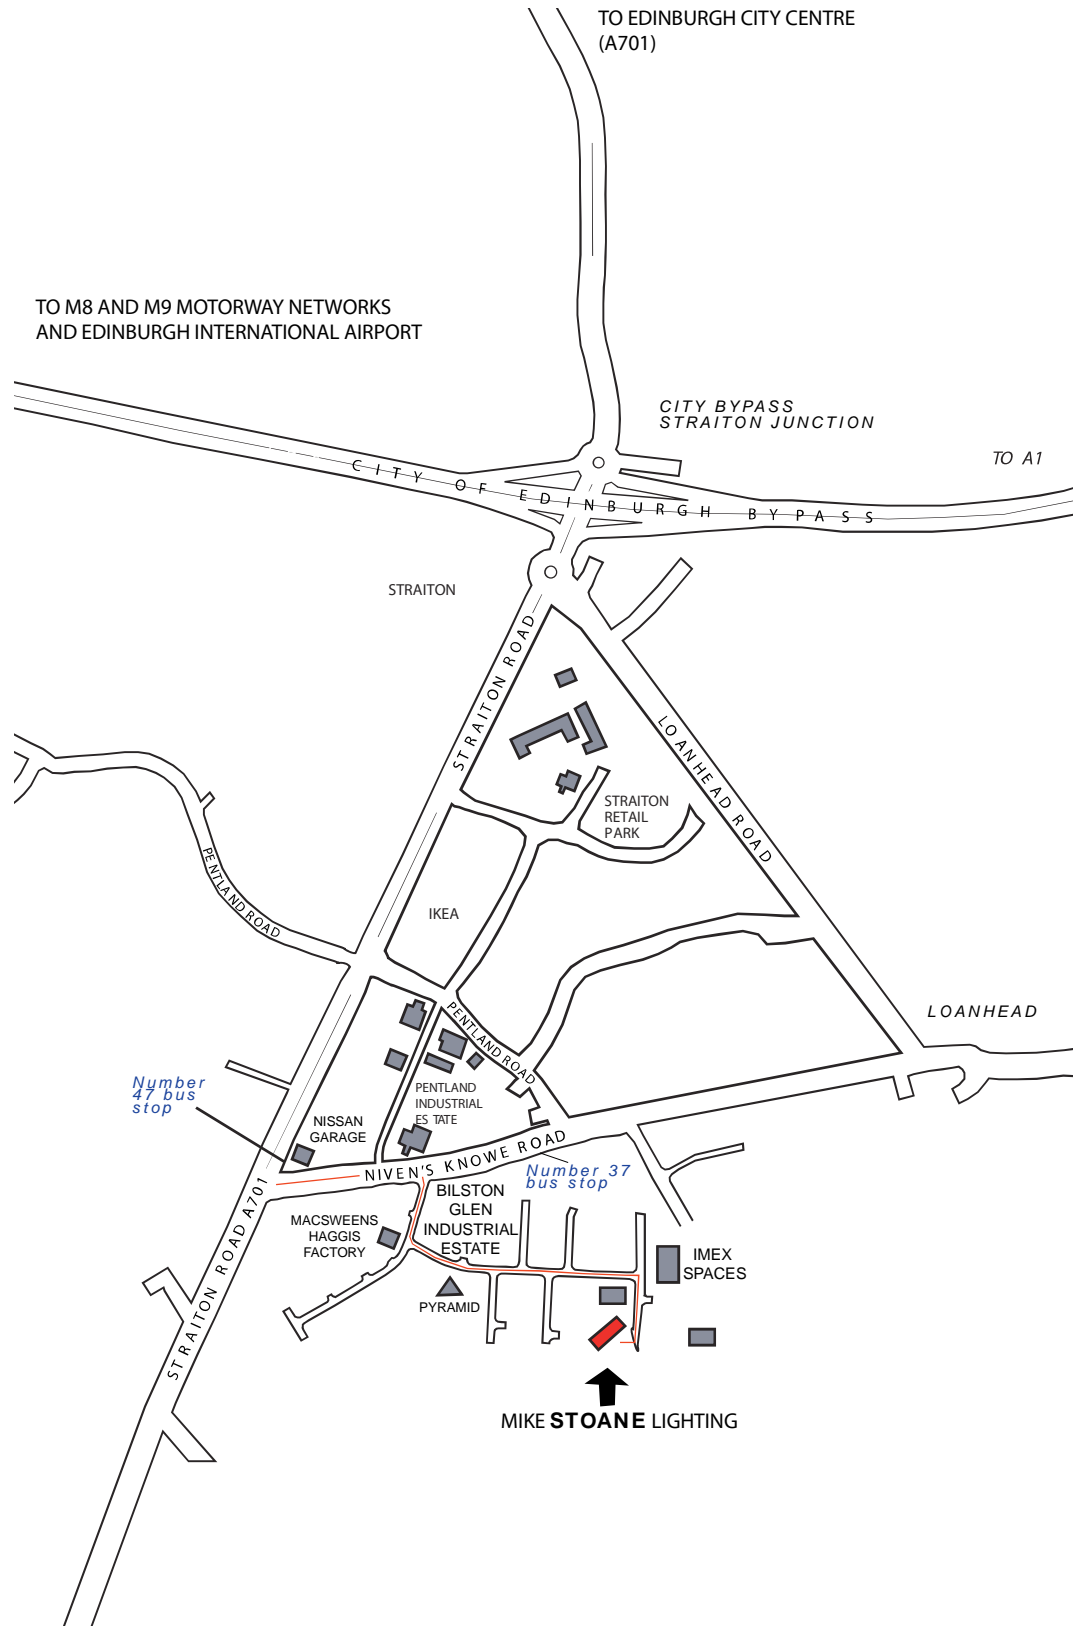 TO EDINBURGH CITY CENTRE
(A701)
TO M8 AND M9 MOTORWAY NETWORKS
AND EDINBURGH INTERNATIONAL AIRPORT
CITY BYPASS
STRAITON JUNCTION
TO A1
CITY OF EDINBURGH BYPASS
STRAITON
STRAITON ROAD
LOANHEAD ROAD
STRAITON
RETAIL
PARK
PENTLAND ROAD
IKEA
LOANHEAD
PENTLAND ROAD
Number
47 bus
stop
PENTLAND
INDUSTRIAL
ES TATE
NISSAN
GARAGE
NIVEN'S KNOWE ROAD
Number 37
bus stop
STRAITON ROAD A701
BILSTON
GLEN
INDUSTRIAL
ESTATE
MACSWEENS
HAGGIS
FACTORY
IMEX
SPACES
PYRAMID
MIKE STOANE LIGHTING